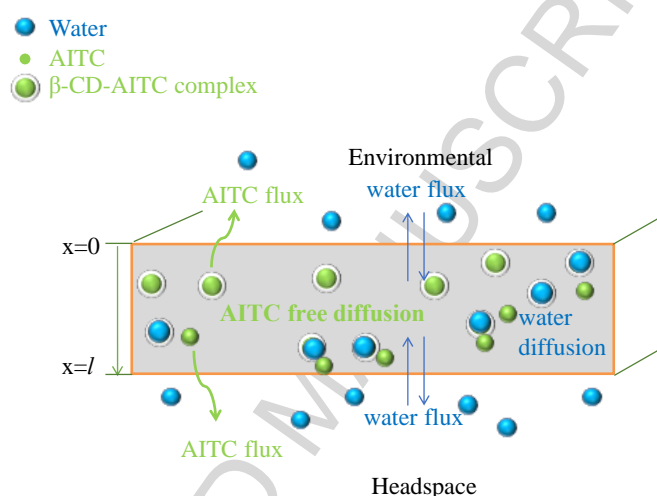 Water
AITC
β-CD-AITC complex
Environmental
AITC flux
water flux
x=0
AITC free diffusion
water
diffusion
x=l
water flux
AITC flux
Headspace